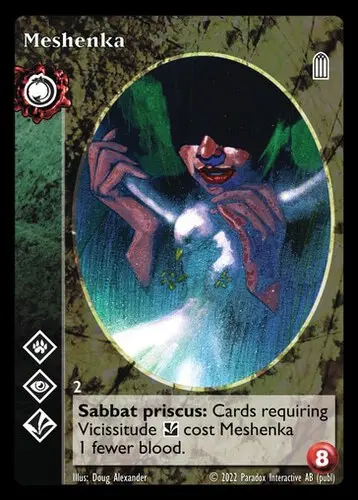 Meshenka
2
Sabbat priscus: Cards requiring
Vicissitude cost Meshenka
1 fewer blood.
8
Illus: Doug Alexander © 2022 Paradox Interactive AB (publ)